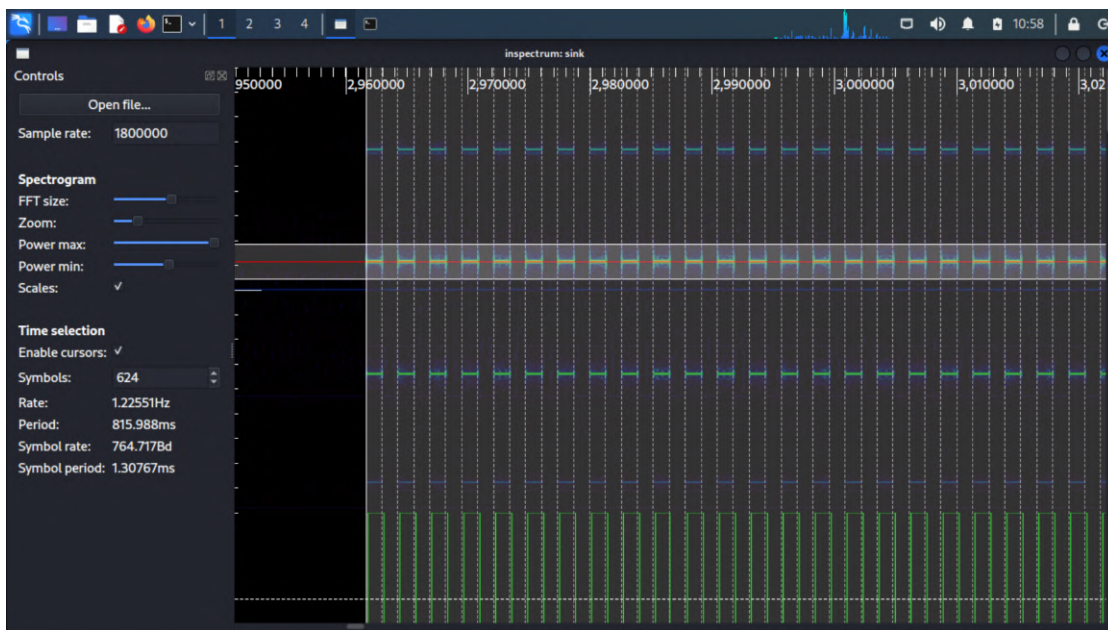 1 2 3 4
10:58
inspectrum: sink
Controls
950000 2,960000 2,970000 2,980000 2,990000 3,000000 3,010000 3,02
Open file...
Sample rate: 1800000
Spectrogram
FFT size:
Zoom:
Power max:
Power min:
Scales: ✓
Time selection
Enable cursors: ✓
Symbols: 624
Rate: 1.22551Hz
Period: 815.988ms
Symbol rate: 764.717Bd
Symbol period: 1.30767ms